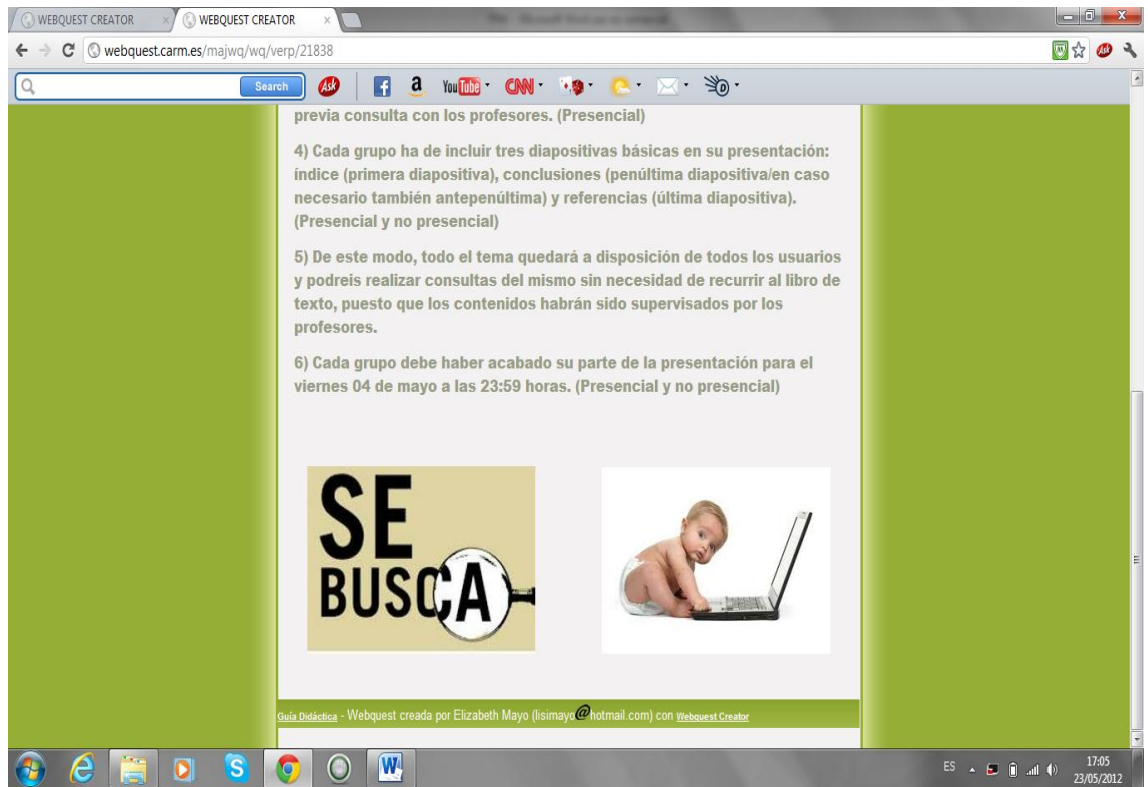 WEBQUEST CREATOR
WEBQUEST CREATOR
webquest.carm.es/majwq/wq/verp/21838
Search
Ask
f
a
YouTube
CNN
Ask
previa consulta con los profesores. (Presencial)
4) Cada grupo ha de incluir tres diapositivas básicas en su presentación:
índice (primera diapositiva), conclusiones (penúltima diapositiva/en caso
necesario también antepenúltima) y referencias (última diapositiva).
(Presencial y no presencial)
5) De este modo, todo el tema quedará a disposición de todos los usuarios
y podreis realizar consultas del mismo sin necesidad de recurrir al libro de
texto, puesto que los contenidos habrán sido supervisados por los
profesores.
6) Cada grupo debe haber acabado su parte de la presentación para el
viernes 04 de mayo a las 23:59 horas. (Presencial y no presencial)
SE
BUSCA
Guía Didáctica - Webquest creada por Elizabeth Mayo (lisimayo@hotmail.com) con Webquest Creator
ES
17:05
23/05/2012